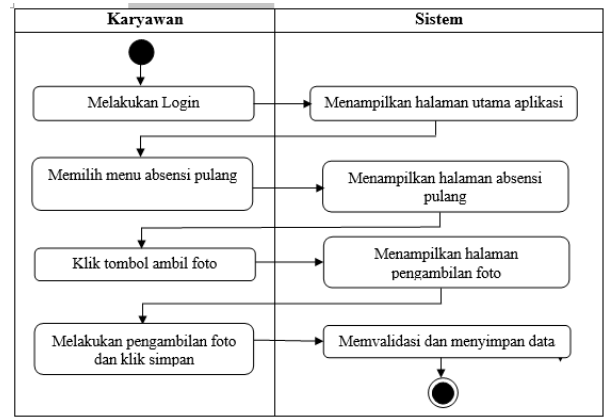 Karyawan
Sistem
Melakukan Login
Menampilkan halaman utama aplikasi
Memilih menu absensi pulang
Menampilkan halaman absensi
pulang
Klik tombol ambil foto
Menampilkan halaman
pengambilan foto
Melakukan pengambilan foto
dan klik simpan
Memvalidasi dan menyimpan data